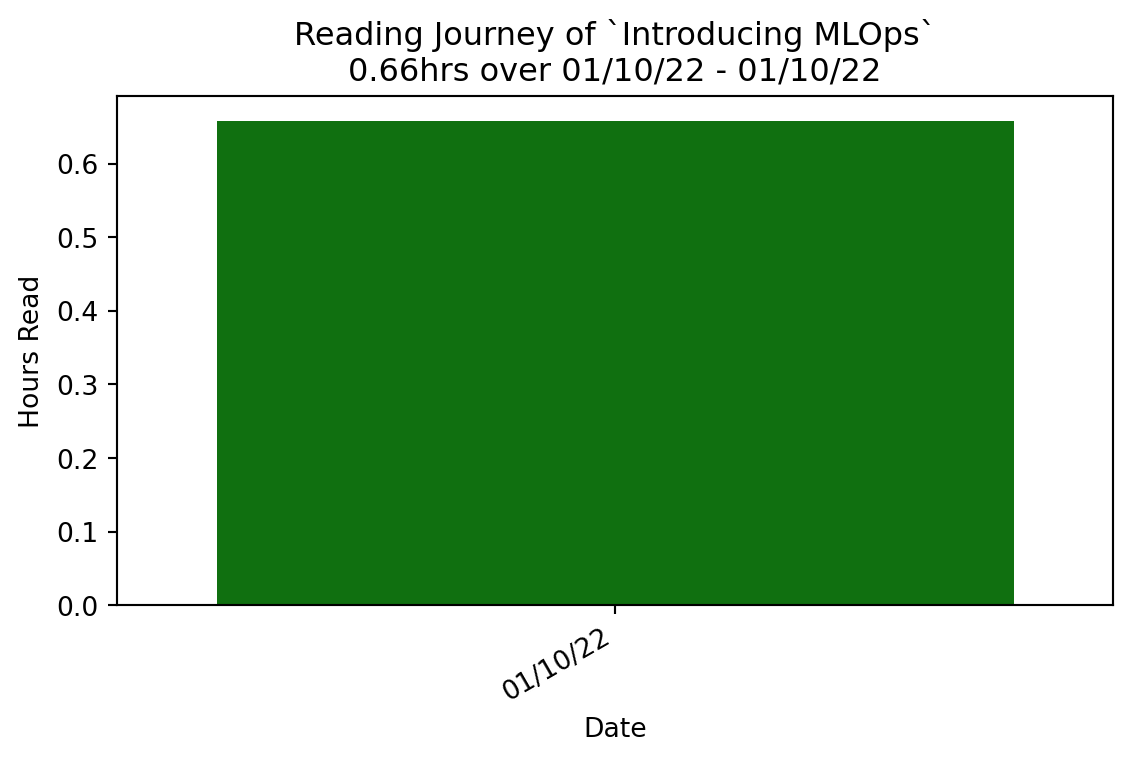 Reading Journey of `Introducing MLOps`
0.66hrs over 01/10/22 - 01/10/22
Hours Read
0.6
0.5
0.4
0.3
0.2
0.1
0.0
01/10/22
Date